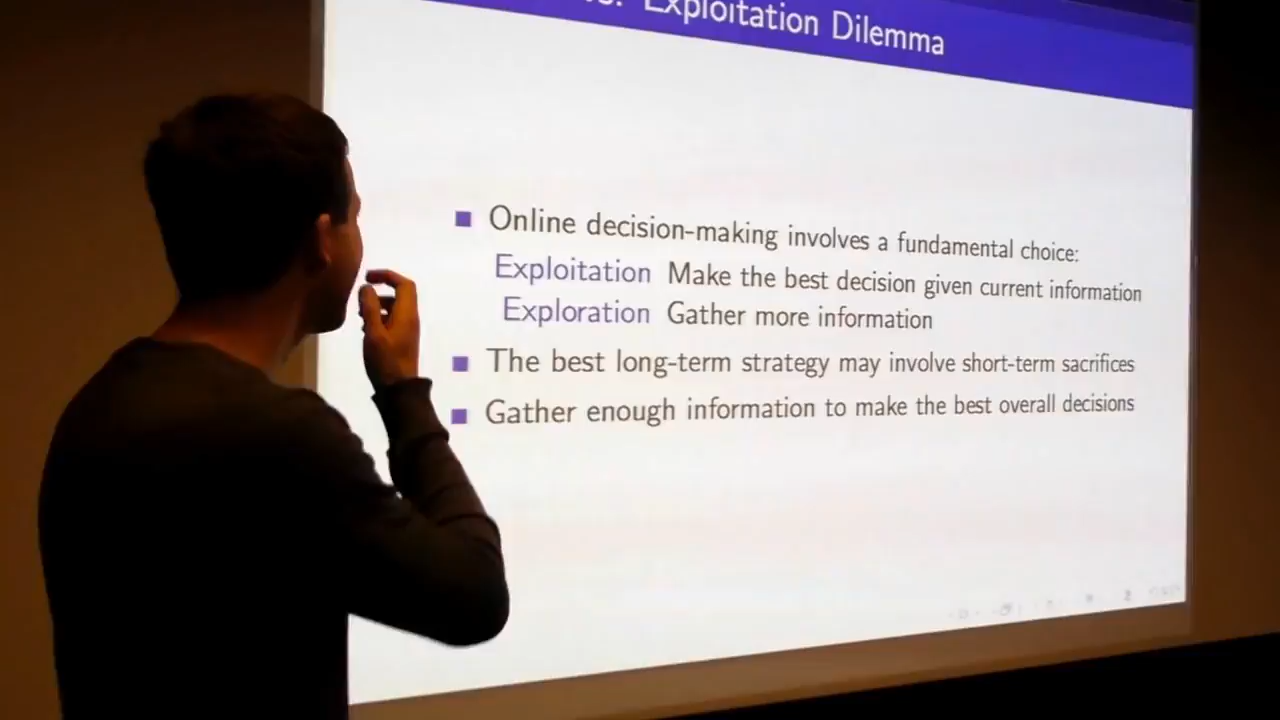 Exploitation Dilemma
Online decision-making involves a fundamental choice:
Exploitation Make the best decision given current information
Exploration Gather more information
The best long-term strategy may involve short-term sacrifices
Gather enough information to make the best overall decisions